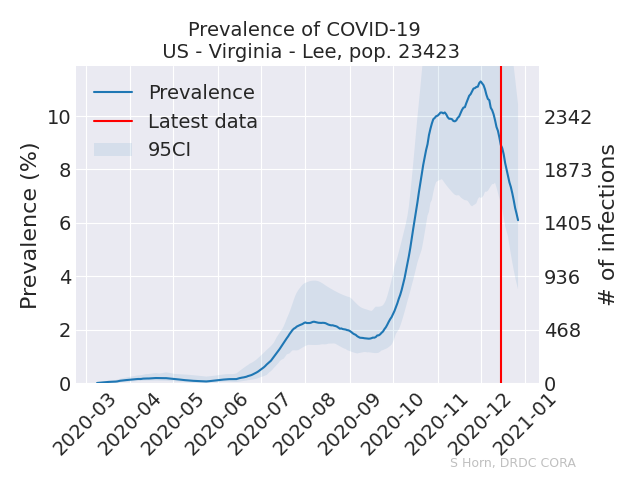 Prevalence of COVID-19
US - Virginia - Lee, pop. 23423
Prevalence
Latest data
95CI
Prevalence (%)
10
8
6
4
2
0
2342
1873
1405
936
468
0
# of infections
2020-03
2020-04
2020-05
2020-06
2020-07
2020-08
2020-09
2020-10
2020-11
2020-12
2021-01
S Horn, DRDC CORA